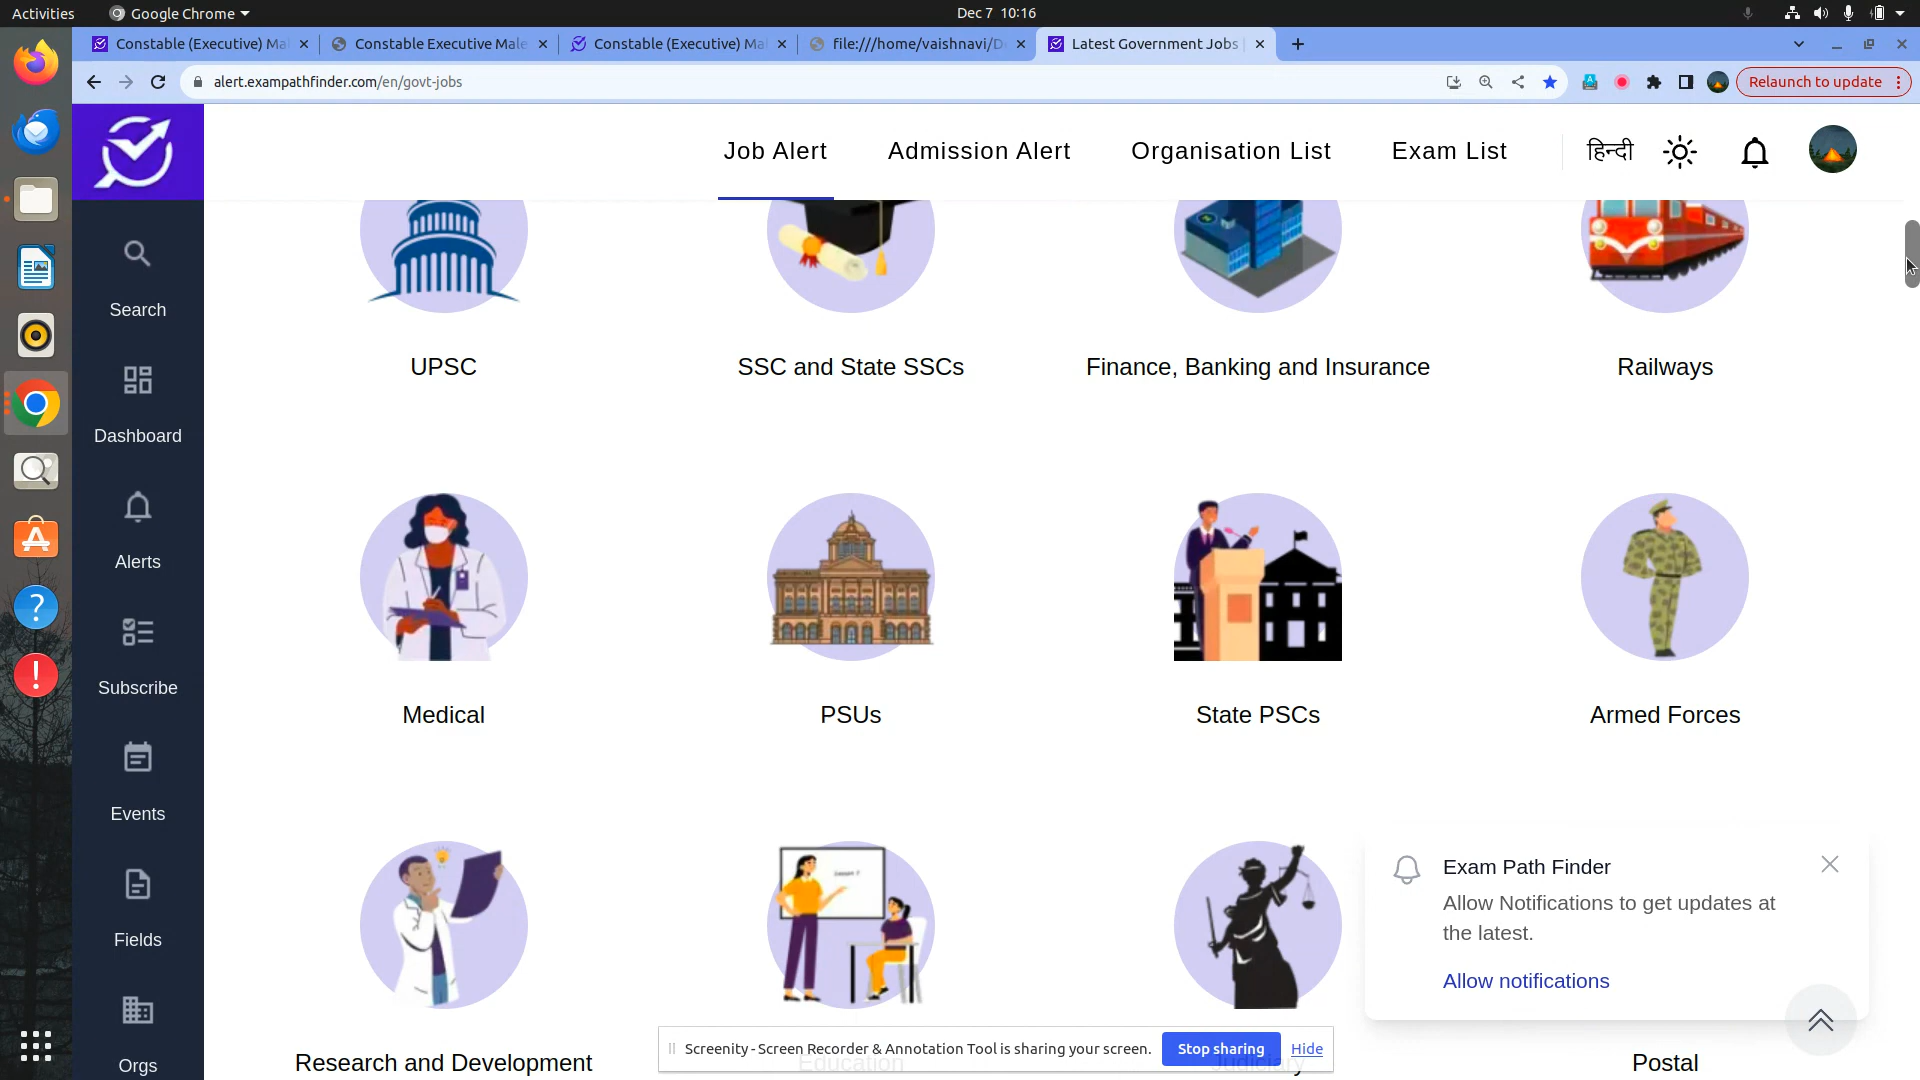 Activities
Google Chrome
Dec 7 10:16
Constable (Executive) Ma
Constable Executive Male
Constable (Executive) Ma
file:///home/vaishnavi/D
Latest Government Jobs |
alert.exampathfinder.com/en/govt-jobs
Relaunch to update
Job Alert
Admission Alert
Organisation List
Exam List
हिन्दी
Search
Dashboard
Alerts
Subscribe
Events
Fields
Orgs
UPSC
SSC and State SSCs
Finance, Banking and Insurance
Railways
Medical
PSUs
State PSCs
Armed Forces
Research and Development
Education
Judiciary
Postal
Exam Path Finder
Allow Notifications to get updates at
the latest.
Allow notifications
Screenity - Screen Recorder & Annotation Tool is sharing your screen.
Stop sharing
Hide